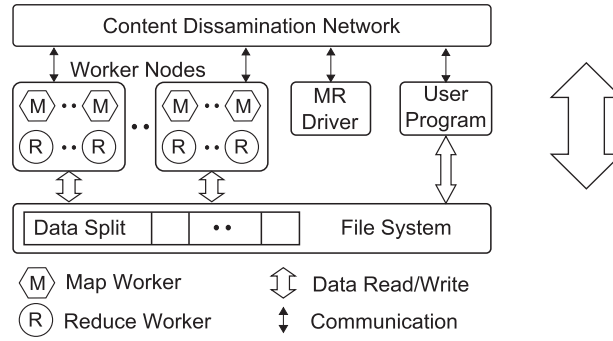 Content Dissamination Network
Worker Nodes
M •• M •• M •• M
R •• R R •• R
MR Driver
User Program
Data Split •• File System
M Map Worker
Data Read/Write
R Reduce Worker
Communication